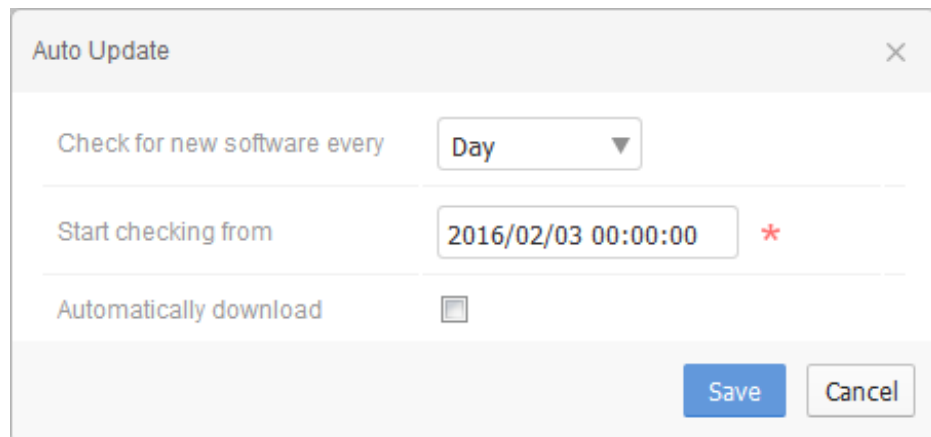 Auto Update
Check for new software every Day
Start checking from 2016/02/03 00:00:00 *
Automatically download
Save Cancel